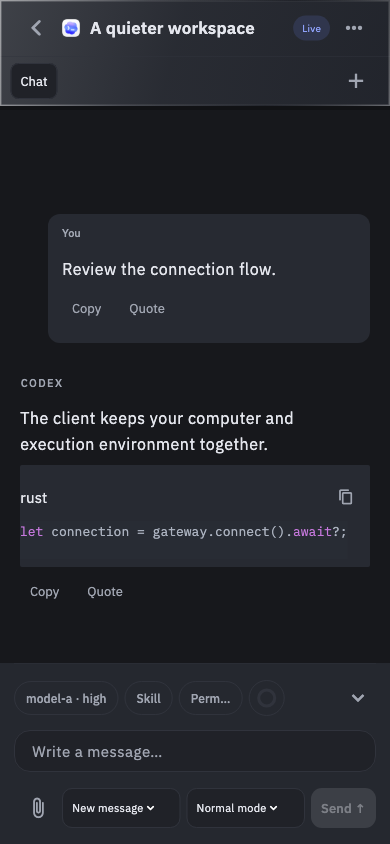 A quieter workspace
Live
Chat
You
Review the connection flow.
Copy Quote
CODEX
The client keeps your computer and
execution environment together.
rust
let connection = gateway.connect().await?;
Copy Quote
model-a · high Skill Perm...
Write a message...
New message Normal mode Send ↑